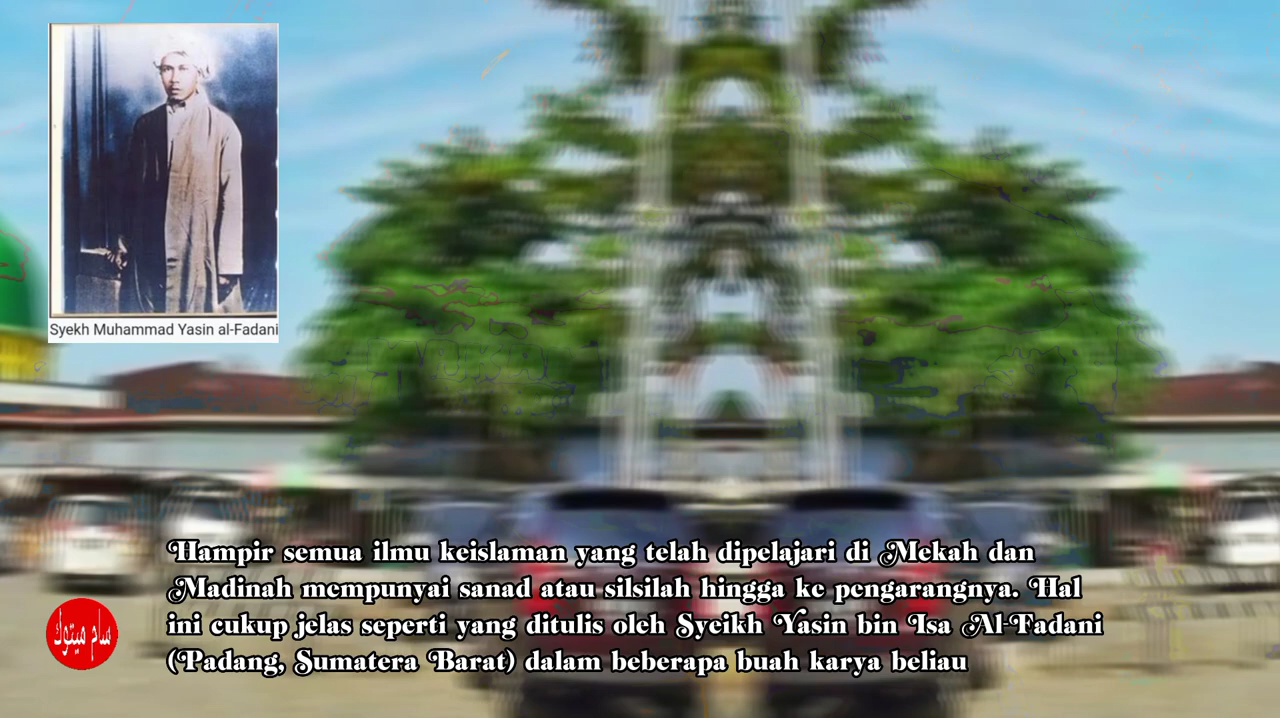 Syekh Muhammad Yasin al-Fadani
Hampir semua ilmu keislaman yang telah dipelajari di Mekah dan
Madinah mempunyai sanad atau silsilah hingga ke pengarangnya. Hal
ini cukup jelas seperti yang ditulis oleh Syeikh Yasin bin Isa Al-Fadani
(Padang, Sumatera Barat) dalam beberapa buah karya beliau
سام ميتوك